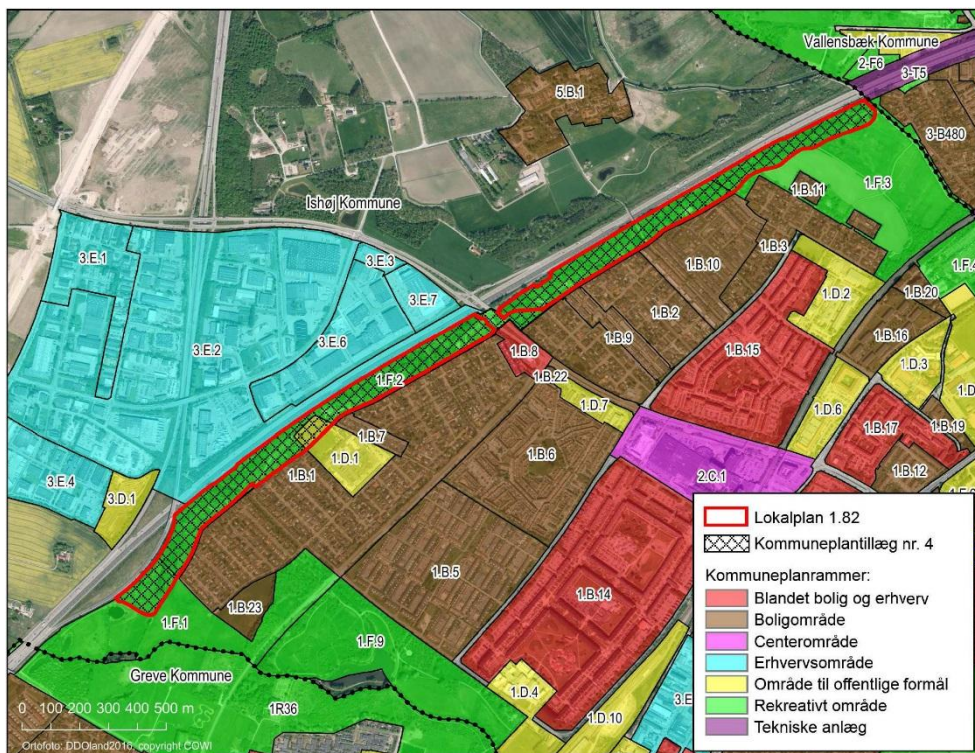 Vallensbæk Kommune
2-F6
3-T5
5.B.1
3-B480
1.F.3
1.B.11
Ishøj Kommune
3.E.1
3.E.3
1.B.3
1.B.10
1.F.4
3.E.7
1.D.2
1.B.20
3.E.2
1.B.2
1.B.16
3.E.6
1.B.9
1.B.8
1.B.15
1.D.3
1.F.2
1.B.22
1.D.7
1.D.6
1.B.19
1.B.7
1.B.17
1.D.1
1.B.6
1.B.1
1.B.12
2.C.1
3.E.4
3.D.1
1.B.5
1.B.14
1.B.23
1.F.1
1.F.9
Greve Kommune
1.D.4
1R36
1.D.10
0 100 200 300 400 500 m
Ortofoto: DDOland2016, copyright COWI
Lokalplan 1.82
Kommuneplantillæg nr. 4
Kommuneplanrammer:
Blandet bolig og erhverv
Boligområde
Centerområde
Erhvervsområde
Område til offentlige formål
Rekreativt område
Tekniske anlæg